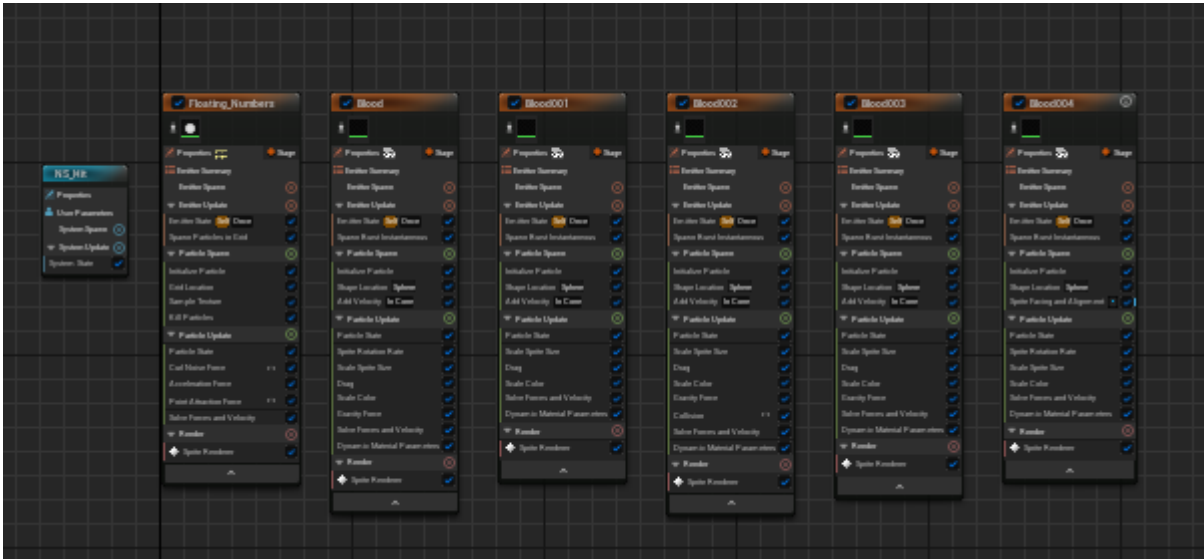 NS_Hit
Properties
User Parameters
System Spawn
System Update
System State
Floating_Numbers
Properties
Stage
Emitter Summary
Emitter Spawn
Emitter Update
Emitter State Self Once
Spawn Particles in Grid
Particle Spawn
Initialize Particle
Grid Location
Sample Texture
Kill Particles
Particle Update
Particle State
Curl Noise Force
Acceleration Force
Point Attraction Force
Solve Forces and Velocity
Render
Sprite Renderer
Blood
Properties
Stage
Emitter Summary
Emitter Spawn
Emitter Update
Emitter State Self Once
Spawn Burst Instantaneous
Particle Spawn
Initialize Particle
Shape Location Sphere
Add Velocity In Cone
Particle Update
Particle State
Sprite Rotation Rate
Scale Sprite Size
Drag
Scale Color
Gravity Force
Solve Forces and Velocity
Dynamic Material Parameters
Render
Sprite Renderer
Blood001
Properties
Stage
Emitter Summary
Emitter Spawn
Emitter Update
Emitter State Self Once
Spawn Burst Instantaneous
Particle Spawn
Initialize Particle
Shape Location Sphere
Add Velocity In Cone
Particle Update
Particle State
Scale Sprite Size
Drag
Scale Color
Solve Forces and Velocity
Dynamic Material Parameters
Render
Sprite Renderer
Blood002
Properties
Stage
Emitter Summary
Emitter Spawn
Emitter Update
Emitter State Self Once
Spawn Burst Instantaneous
Particle Spawn
Initialize Particle
Shape Location Sphere
Add Velocity In Cone
Particle Update
Particle State
Scale Sprite Size
Drag
Scale Color
Gravity Force
Collision
Solve Forces and Velocity
Dynamic Material Parameters
Render
Sprite Renderer
Blood003
Properties
Stage
Emitter Summary
Emitter Spawn
Emitter Update
Emitter State Self Once
Spawn Burst Instantaneous
Particle Spawn
Initialize Particle
Shape Location Sphere
Add Velocity In Cone
Particle Update
Particle State
Scale Sprite Size
Drag
Scale Color
Gravity Force
Solve Forces and Velocity
Dynamic Material Parameters
Render
Sprite Renderer
Blood004
Properties
Stage
Emitter Summary
Emitter Spawn
Emitter Update
Emitter State Self Once
Spawn Burst Instantaneous
Particle Spawn
Initialize Particle
Shape Location Sphere
Sprite Facing and Alignment
Particle Update
Particle State
Sprite Rotation Rate
Scale Sprite Size
Scale Color
Solve Forces and Velocity
Dynamic Material Parameters
Render
Sprite Renderer